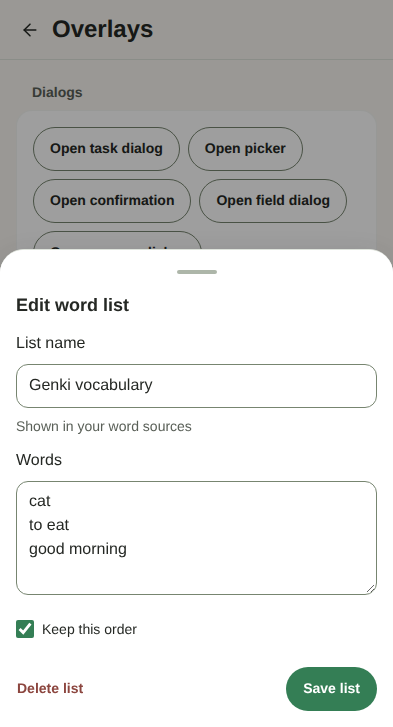 Overlays
Dialogs
Open task dialog
Open picker
Open confirmation
Open field dialog
Edit word list
List name
Genki vocabulary
Shown in your word sources
Words
cat
to eat
good morning
Keep this order
Delete list
Save list